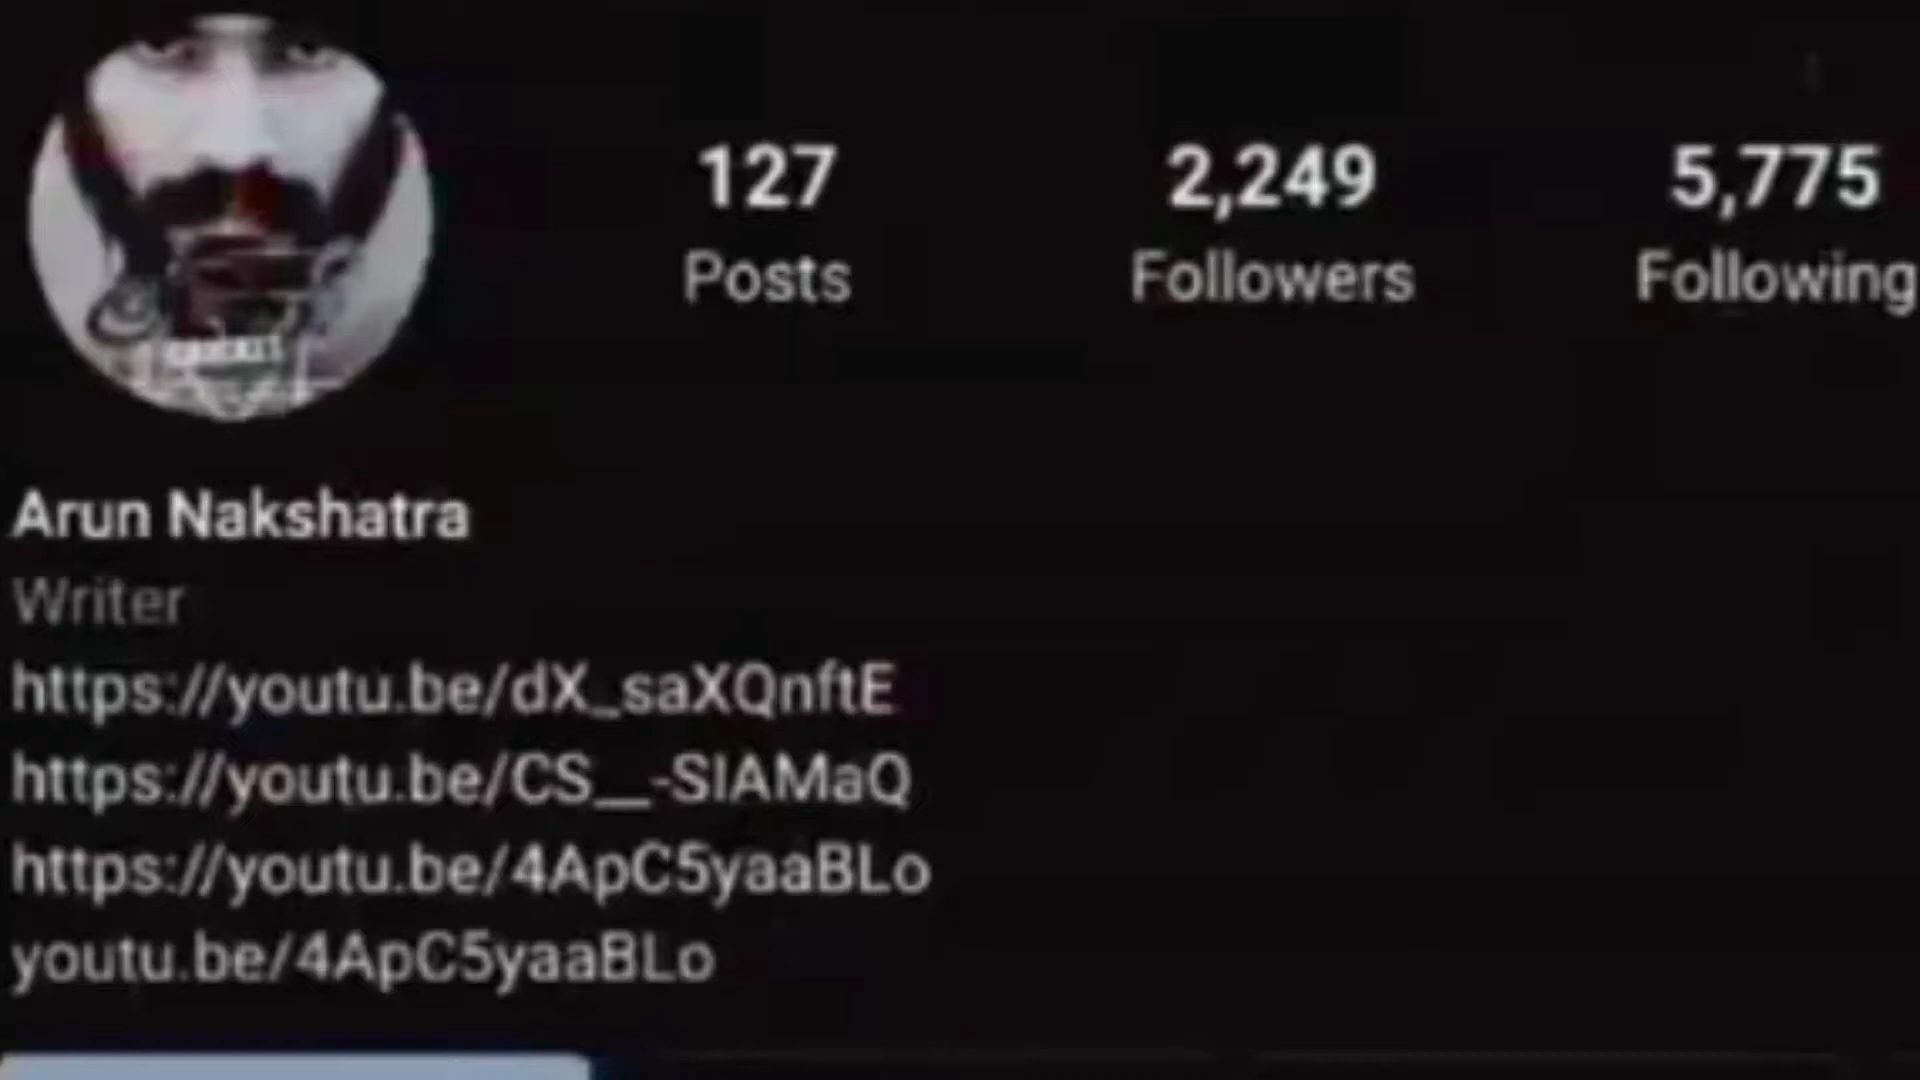 127 2,249 5,775
Posts Followers Following
Arun Nakshatra
Writer
https://youtu.be/dX_saXQnftE
https://youtu.be/CS__-SIAMaQ
https://youtu.be/4ApC5yaaBLo
youtu.be/4ApC5yaaBLo